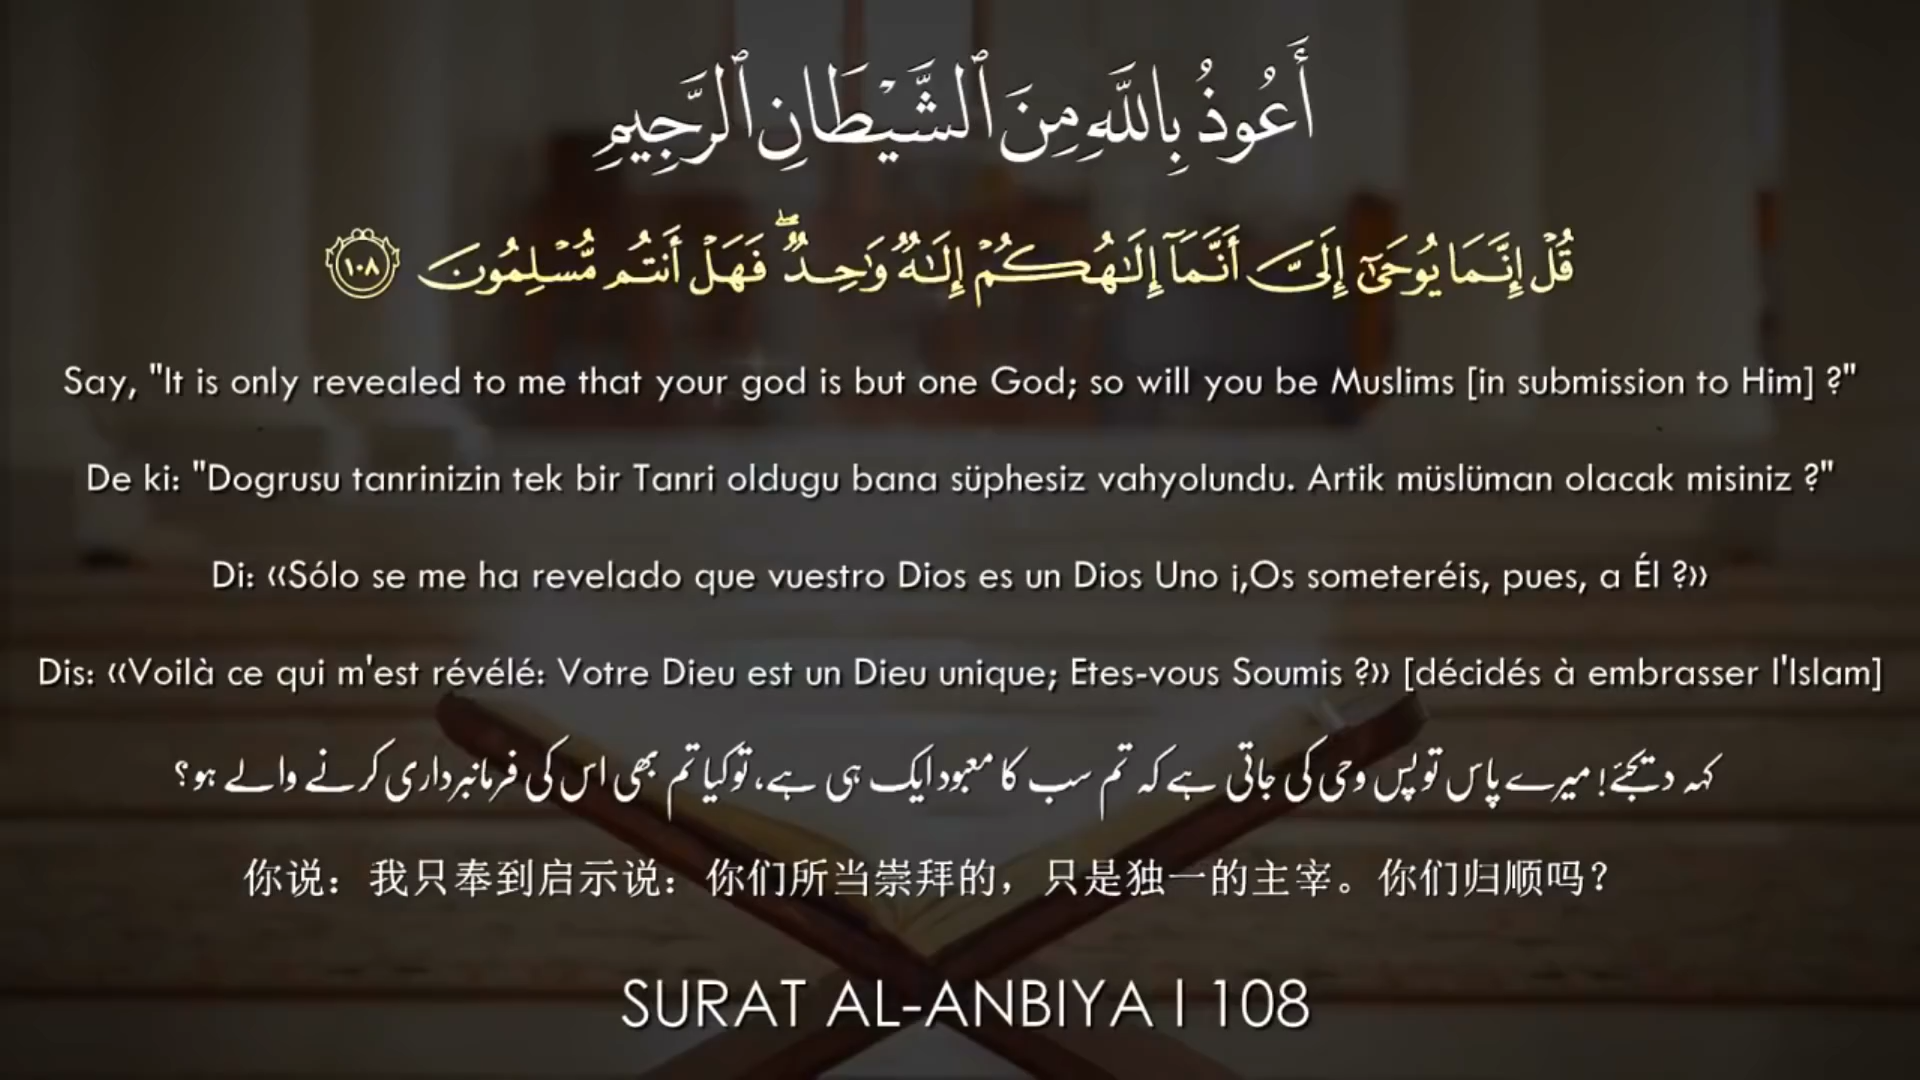 أَعُوذُ بِاللَّهِ مِنَ ٱلشَّيْطَانِ ٱلرَّجِيمِ
قُلْ إِنَّمَا يُوحَىٰٓ إِلَىَّ أَنَّمَآ إِلَـٰهُكُمْ إِلَـٰهٌ وَٰحِدٌ ۖ فَهَلْ أَنتُم مُّسْلِمُونَ ١٠٨
Say, "It is only revealed to me that your god is but one God; so will you be Muslims [in submission to Him] ?"
De ki: "Dogrusu tanrinizin tek bir Tanri oldugu bana süphesiz vahyolundu. Artik müslüman olacak misiniz ?"
Di: «Sólo se me ha revelado que vuestro Dios es un Dios Uno ¡,Os someteréis, pues, a Él ?»
Dis: «Voilà ce qui m'est révélé: Votre Dieu est un Dieu unique; Etes-vous Soumis ?» [décidés à embrasser l'Islam]
کہہ دیجئے! میرے پاس تو پس وحی کی جاتی ہے کہ تم سب کا معبود ایک ہی ہے، تو کیا تم بھی اس کی فرمانبرداری کرنے والے ہو؟
你说：我只奉到启示说：你们所当崇拜的，只是独一的主宰。你们归顺吗？
SURAT AL-ANBIYA I 108